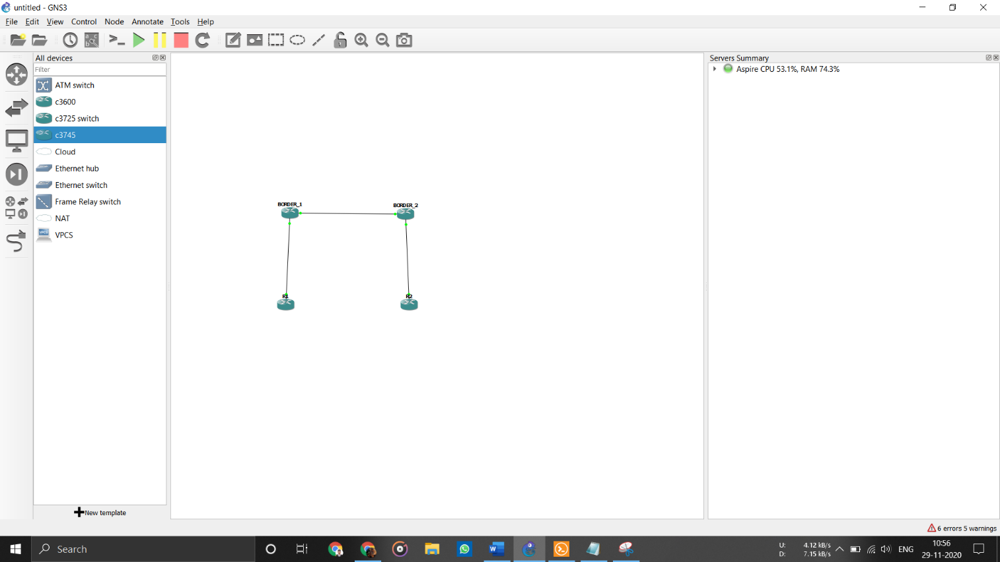 untitled - GNS3
File Edit View Control Node Annotate Tools Help
All devices
Filter
ATM switch
c3600
c3725 switch
c3745
Cloud
Ethernet hub
Ethernet switch
Frame Relay switch
NAT
VPCS
New template
BORDER_1
BORDER_2
R1
R2
Servers Summary
Aspire CPU 53.1%, RAM 74.3%
6 errors 5 warnings
Search
U: 4.12 kB/s
D: 7.15 kB/s
ENG
10:56
29-11-2020